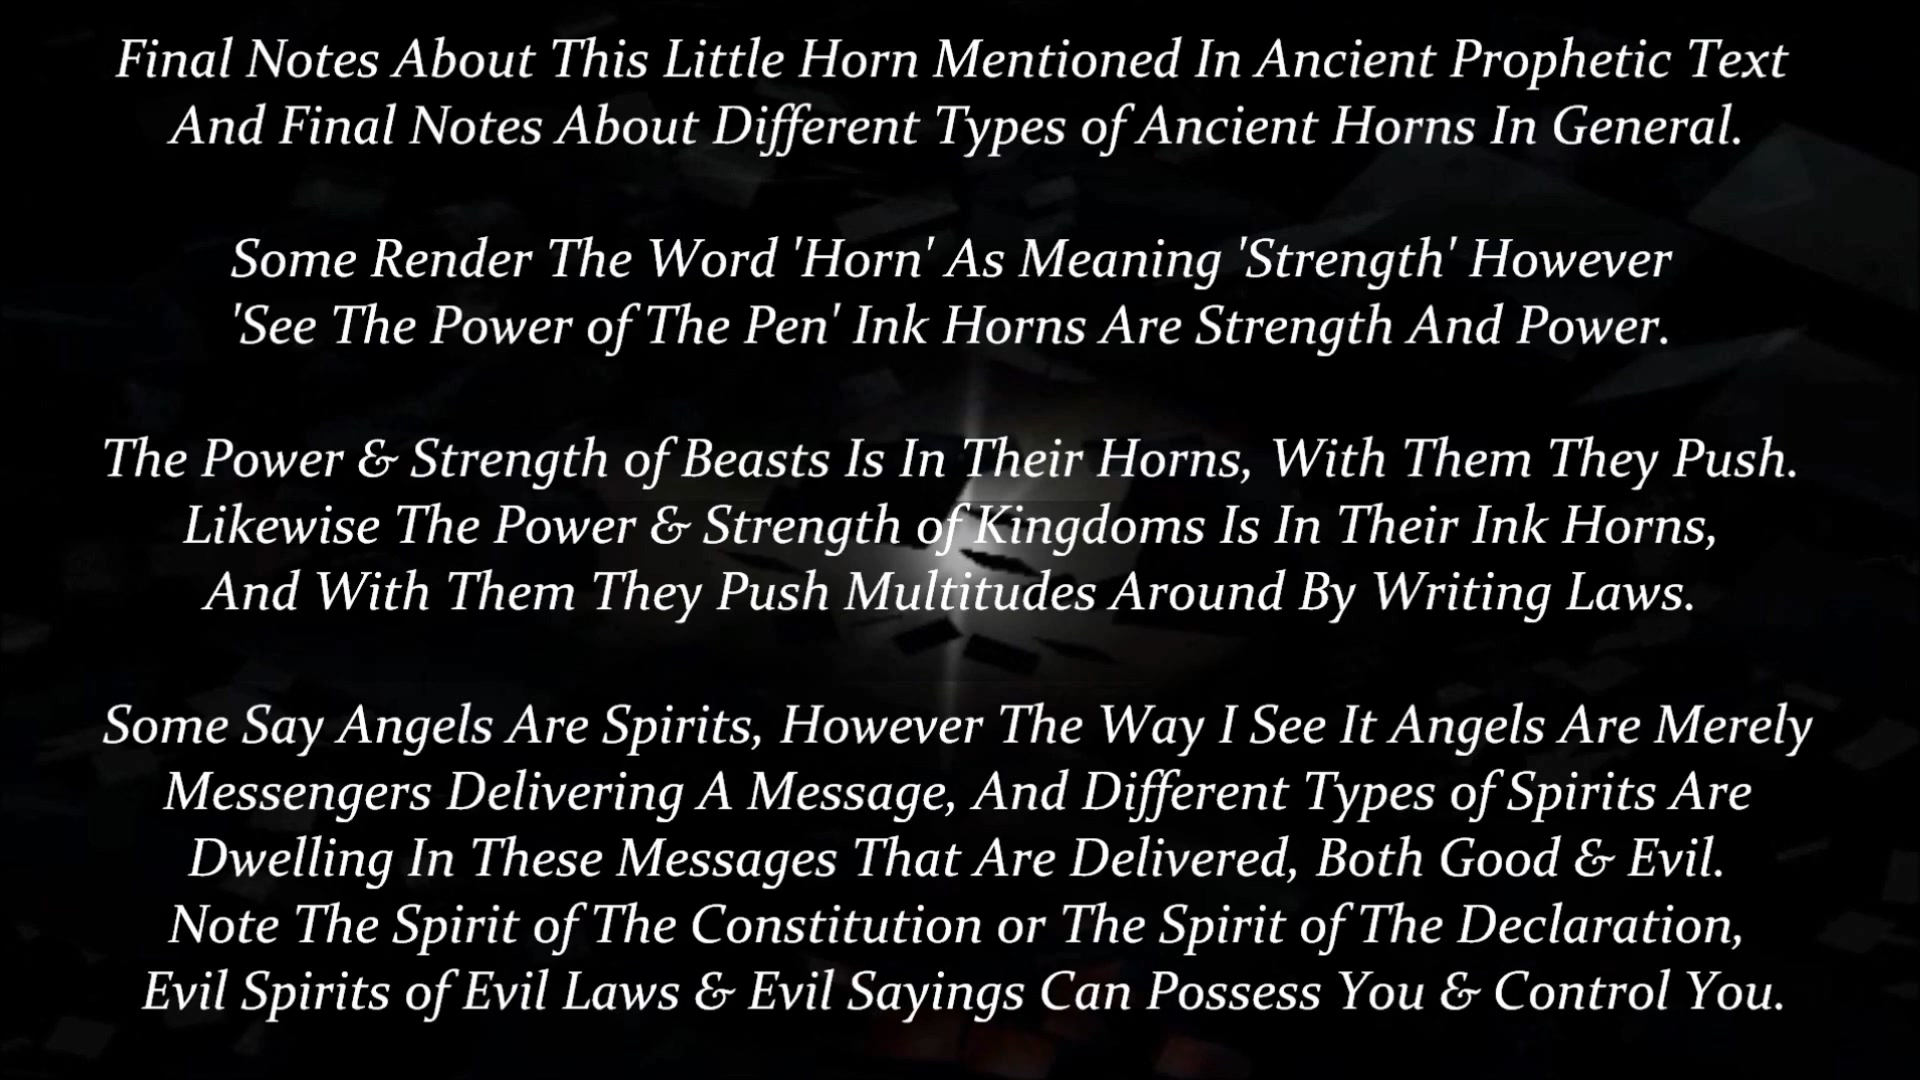 Final Notes About This Little Horn Mentioned In Ancient Prophetic Text
And Final Notes About Different Types of Ancient Horns In General.
Some Render The Word 'Horn' As Meaning 'Strength' However
'See The Power of The Pen' Ink Horns Are Strength And Power.
The Power & Strength of Beasts Is In Their Horns, With Them They Push.
Likewise The Power & Strength of Kingdoms Is In Their Ink Horns,
And With Them They Push Multitudes Around By Writing Laws.
Some Say Angels Are Spirits, However The Way I See It Angels Are Merely
Messengers Delivering A Message, And Different Types of Spirits Are
Dwelling In These Messages That Are Delivered, Both Good & Evil.
Note The Spirit of The Constitution or The Spirit of The Declaration,
Evil Spirits of Evil Laws & Evil Sayings Can Possess You & Control You.